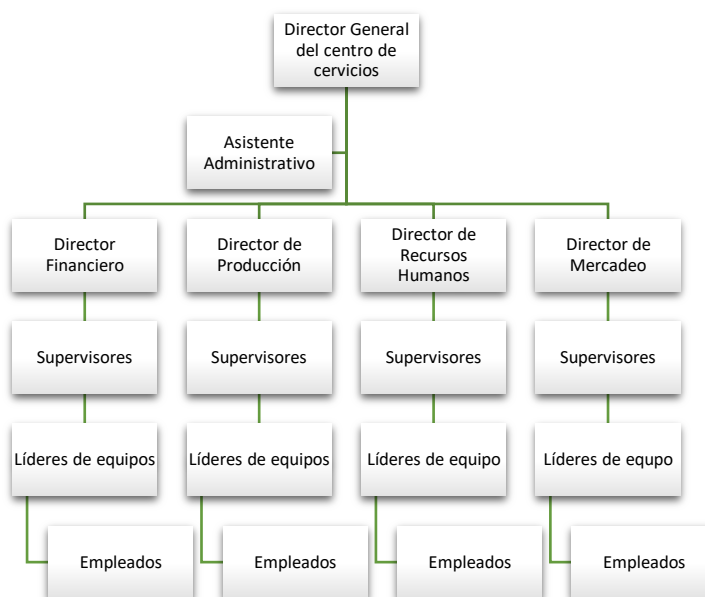 Director General
del centro de
cervicios
Asistente
Administrativo
Director
Financiero
Director de
Producción
Director de
Recursos
Humanos
Director de
Mercadeo
Supervisores
Supervisores
Supervisores
Supervisores
Líderes de equipos
Líderes de equipos
Líderes de equipo
Líderes de equpo
Empleados
Empleados
Empleados
Empleados